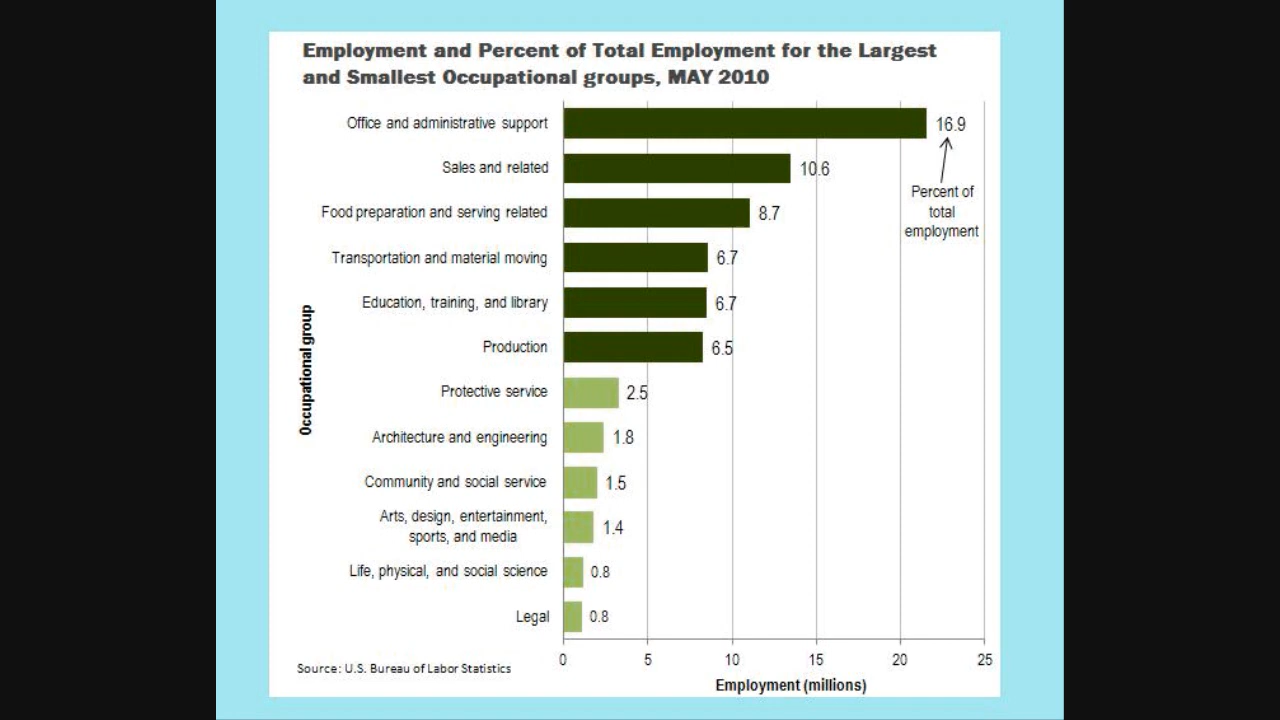 Employment and Percent of Total Employment for the Largest
and Smallest Occupational groups, MAY 2010
Office and administrative support 16.9
Sales and related 10.6
Percent of
total
employment
Food preparation and serving related 8.7
Transportation and material moving 6.7
Education, training, and library 6.7
Production 6.5
Occupational group
Protective service 2.5
Architecture and engineering 1.8
Community and social service 1.5
Arts, design, entertainment,
sports, and media 1.4
Life, physical, and social science 0.8
Legal 0.8
0 5 10 15 20 25
Source: U.S. Bureau of Labor Statistics
Employment (millions)